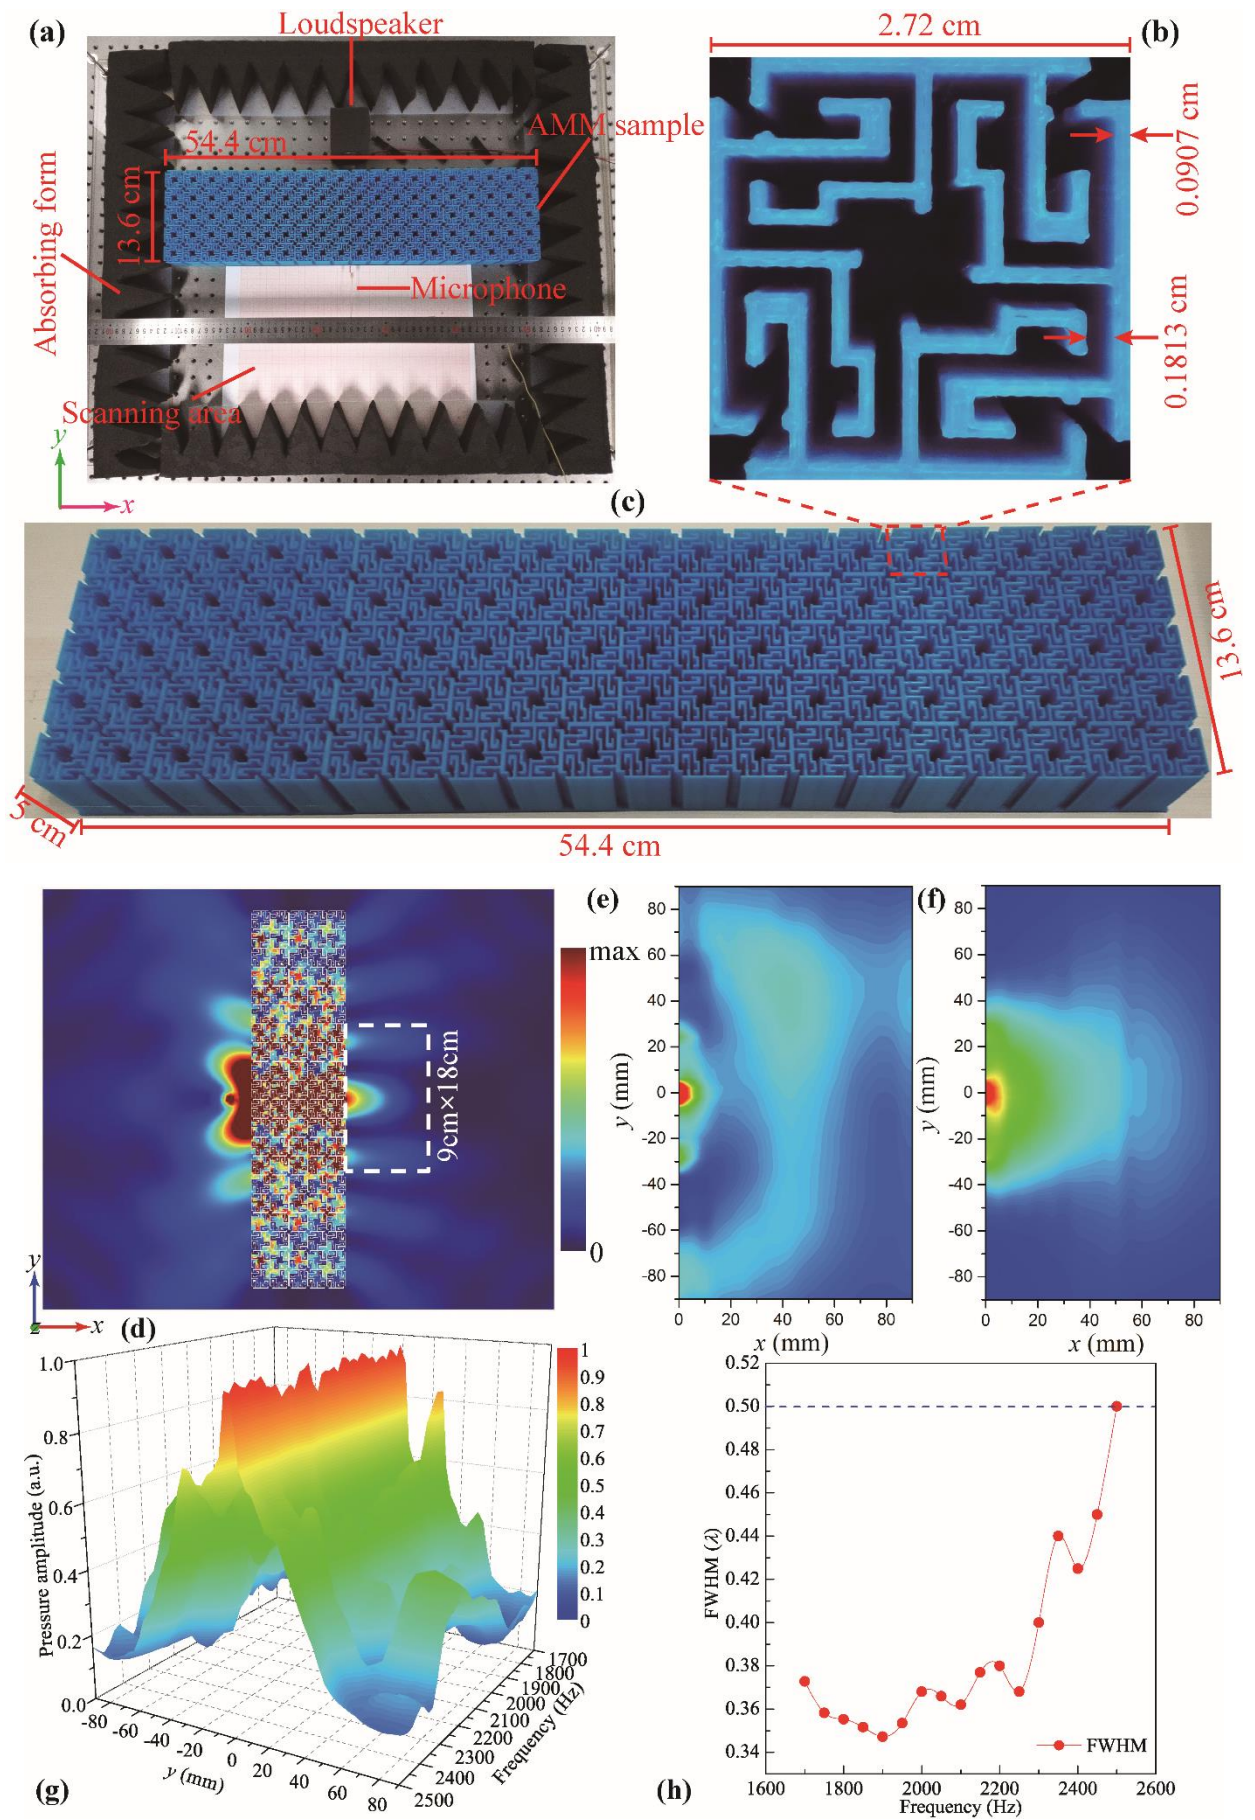 (a)
Loudspeaker
54.4 cm
13.6 cm
AMM sample
Absorbing form
Microphone
Scanning area
y
x
2.72 cm
(b)
0.0907 cm
0.1813 cm
(c)
13.6 cm
5 cm
54.4 cm
9cm×18cm
max
0
y
z
x
(d)
(e)
80
60
40
20
0
-20
-40
-60
-80
y (mm)
0 20 40 60 80
x (mm)
(f)
80
60
40
20
0
-20
-40
-60
-80
y (mm)
0 20 40 60 80
x (mm)
1.0
0.8
0.6
0.4
0.2
0.0
Pressure amplitude (a.u.)
-80 -60 -40 -20 0 20 40 60 80
y (mm)
1700
1800
1900
2000
2100
2200
2300
2400
2500
Frequency (Hz)
1
0.9
0.8
0.7
0.6
0.5
0.4
0.3
0.2
0.1
0
(g)
0.52
0.50
0.48
0.46
0.44
0.42
0.40
0.38
0.36
0.34
FWHM (λ)
FWHM
1600 1800 2000 2200 2400 2600
Frequency (Hz)
(h)